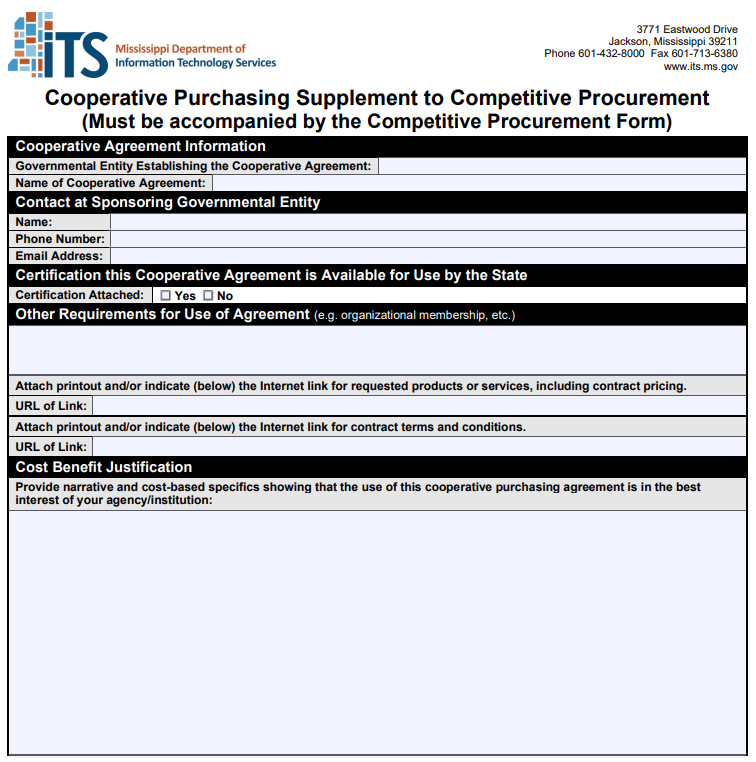 ITS
Mississippi Department of
Information Technology Services
3771 Eastwood Drive
Jackson, Mississippi 39211
Phone 601-432-8000 Fax 601-713-6380
www.its.ms.gov
Cooperative Purchasing Supplement to Competitive Procurement
(Must be accompanied by the Competitive Procurement Form)
Cooperative Agreement Information
Governmental Entity Establishing the Cooperative Agreement:
Name of Cooperative Agreement:
Contact at Sponsoring Governmental Entity
Name:
Phone Number:
Email Address:
Certification this Cooperative Agreement is Available for Use by the State
Certification Attached: Yes No
Other Requirements for Use of Agreement (e.g. organizational membership, etc.)
Attach printout and/or indicate (below) the Internet link for requested products or services, including contract pricing.
URL of Link:
Attach printout and/or indicate (below) the Internet link for contract terms and conditions.
URL of Link:
Cost Benefit Justification
Provide narrative and cost-based specifics showing that the use of this cooperative purchasing agreement is in the best
interest of your agency/institution: